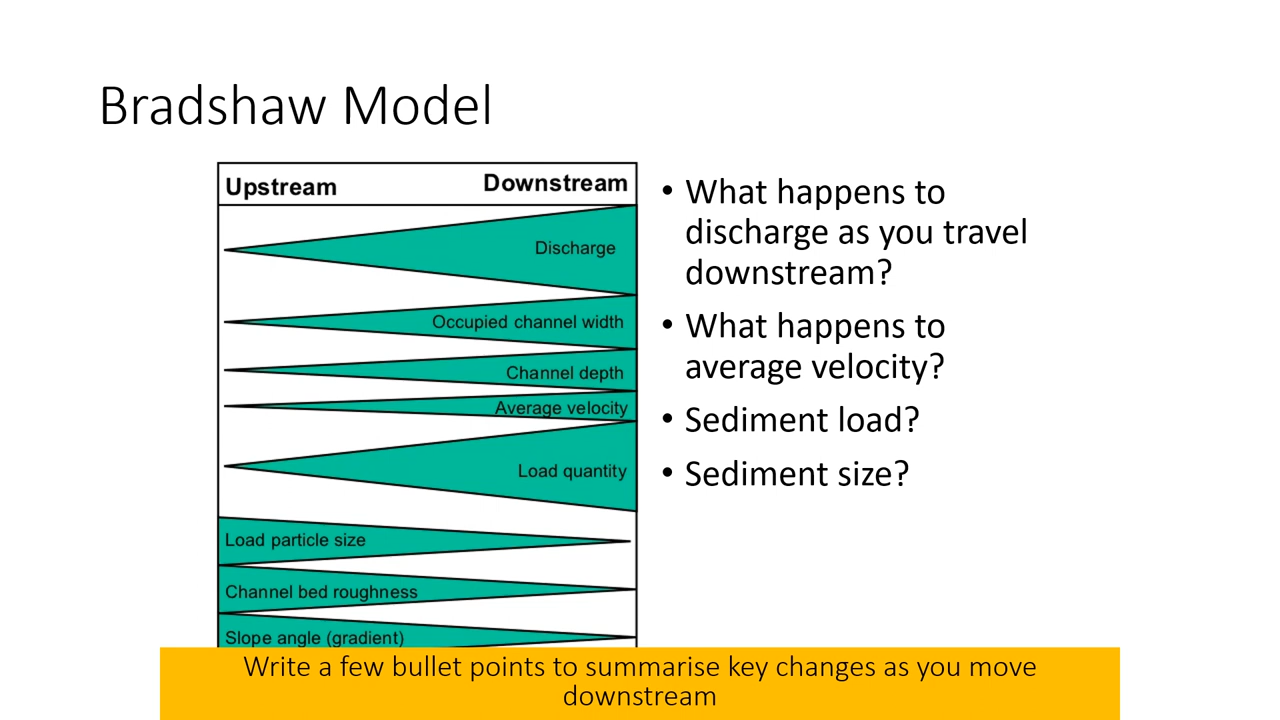 Bradshaw Model
Upstream
Downstream
Discharge
Occupied channel width
Channel depth
Average velocity
Load quantity
Load particle size
Channel bed roughness
Slope angle (gradient)
• What happens to
discharge as you travel
downstream?
• What happens to
average velocity?
• Sediment load?
• Sediment size?
Write a few bullet points to summarise key changes as you move
downstream